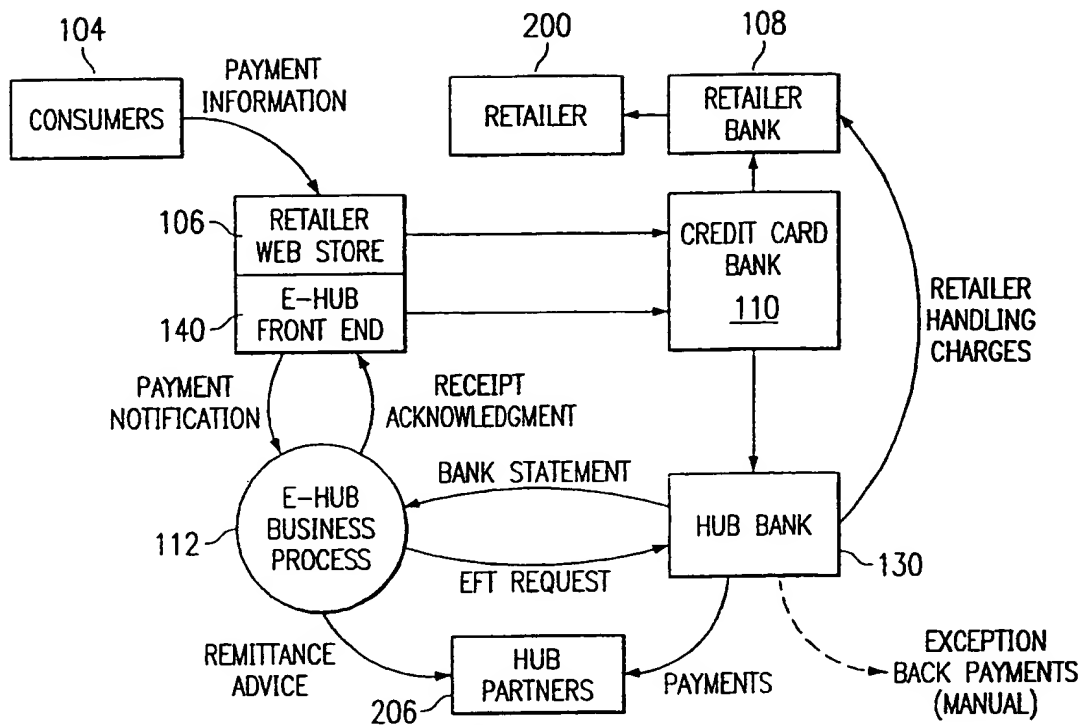 104
200
108
PAYMENT
INFORMATION
CONSUMERS
RETAILER
RETAILER
BANK
106
RETAILER
WEB STORE
CREDIT CARD
BANK
110
140
E-HUB
FRONT END
RETAILER
HANDLING
CHARGES
PAYMENT
NOTIFICATION
RECEIPT
ACKNOWLEDGMENT
BANK STATEMENT
E-HUB
BUSINESS
PROCESS
112
HUB BANK
130
EFT REQUEST
REMITTANCE
ADVICE
HUB
PARTNERS
206
PAYMENTS
EXCEPTION
BACK PAYMENTS
(MANUAL)